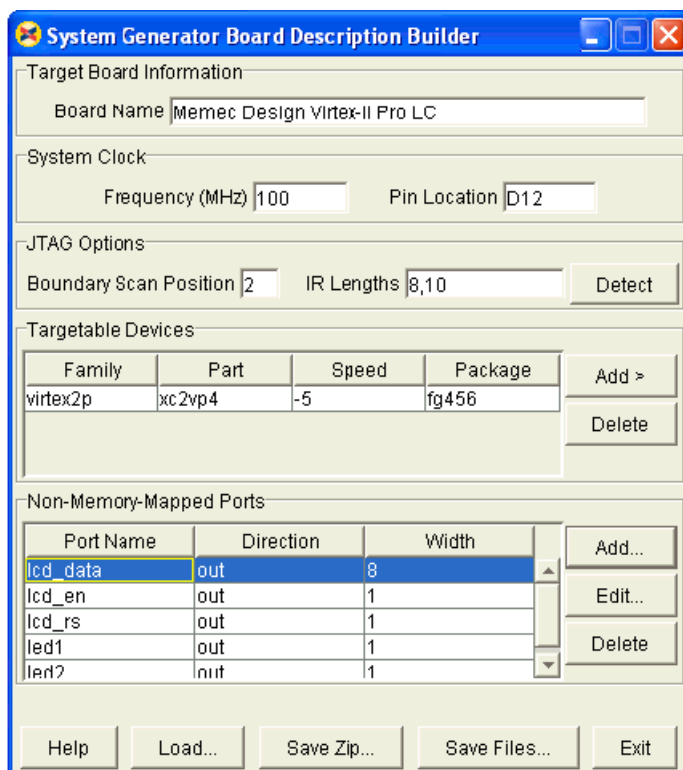 System Generator Board Description Builder
Target Board Information
Board Name Memec Design Virtex-II Pro LC
System Clock
Frequency (MHz) 100 Pin Location D12
JTAG Options
Boundary Scan Position 2 IR Lengths 8,10 Detect
Targetable Devices
Family Part Speed Package Add >
virtex2p xc2vp4 -5 fg456
Delete
Non-Memory-Mapped Ports
Port Name Direction Width Add...
lcd_data out 8
lcd_en out 1 Edit...
lcd_rs out 1
led1 out 1 Delete
led2 out 1
Help Load... Save Zip... Save Files... Exit